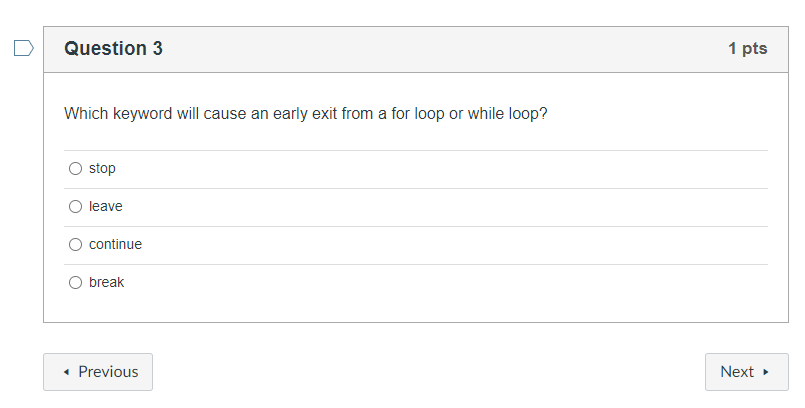 Question 3
1 pts
Which keyword will cause an early exit from a for loop or while loop?
stop
leave
continue
break
Previous
Next